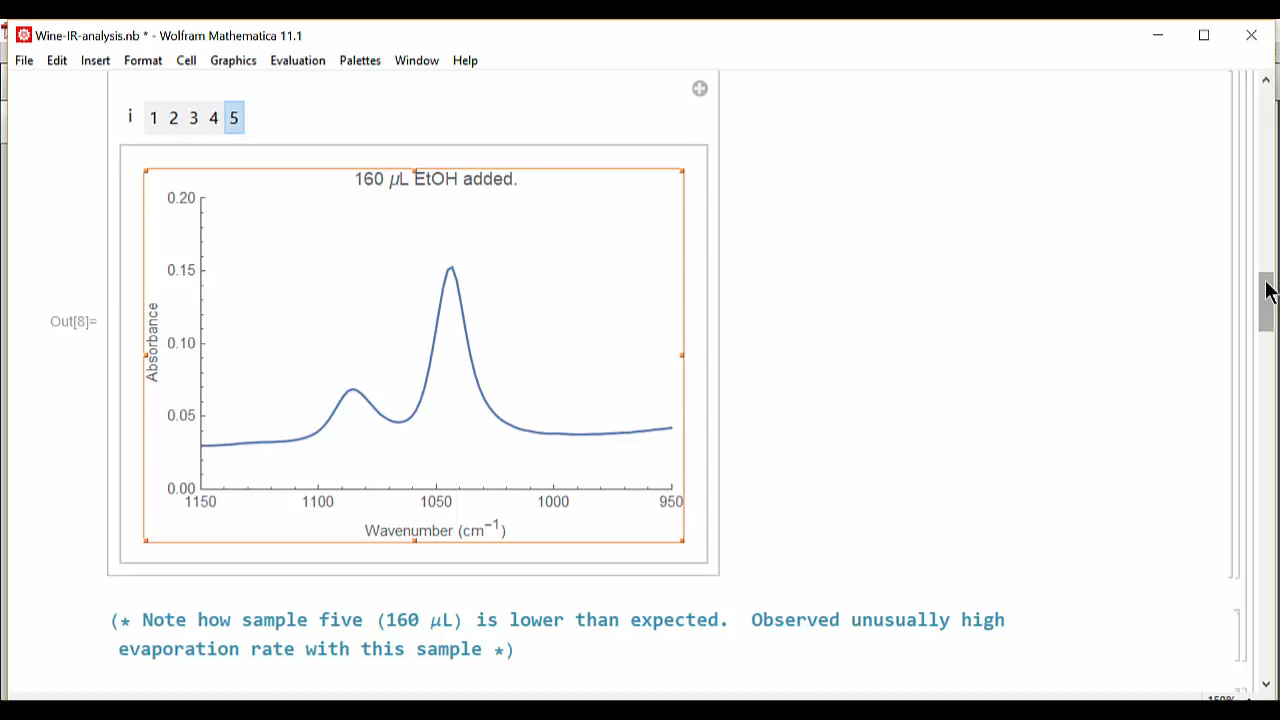 Wine-IR-analysis.nb * - Wolfram Mathematica 11.1
File Edit Insert Format Cell Graphics Evaluation Palettes Window Help
i 1 2 3 4 5
160 μL EtOH added.
0.20
0.15
0.10
0.05
0.00
Absorbance
Out[8]=
1150 1100 1050 1000 950
Wavenumber (cm⁻¹)
(* Note how sample five (160 μL) is lower than expected. Observed unusually high
evaporation rate with this sample *)